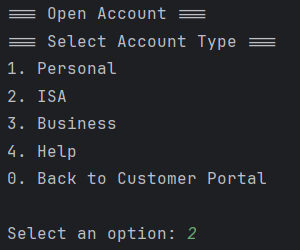 === Open Account ===
=== Select Account Type ===
1. Personal
2. ISA
3. Business
4. Help
0. Back to Customer Portal
Select an option: 2